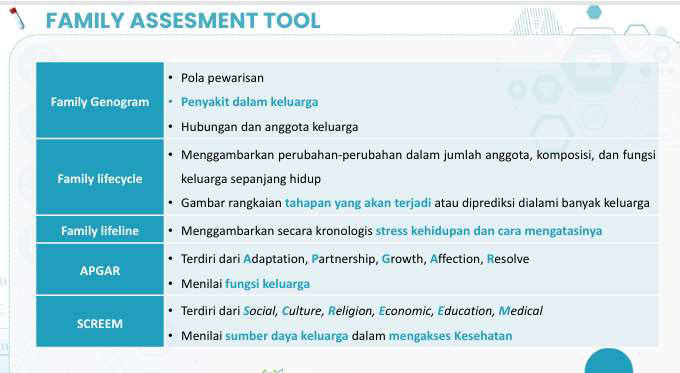 FAMILY ASSESMENT TOOL
Family Genogram
• Pola pewarisan
• Penyakit dalam keluarga
• Hubungan dan anggota keluarga
Family lifecycle
• Menggambarkan perubahan-perubahan dalam jumlah anggota, komposisi, dan fungsi
keluarga sepanjang hidup
• Gambar rangkaian tahapan yang akan terjadi atau diprediksi dialami banyak keluarga
Family lifeline
• Menggambarkan secara kronologis stress kehidupan dan cara mengatasinya
APGAR
• Terdiri dari Adaptation, Partnership, Growth, Affection, Resolve
• Menilai fungsi keluarga
SCREEM
• Terdiri dari Social, Culture, Religion, Economic, Education, Medical
• Menilai sumber daya keluarga dalam mengakses Kesehatan